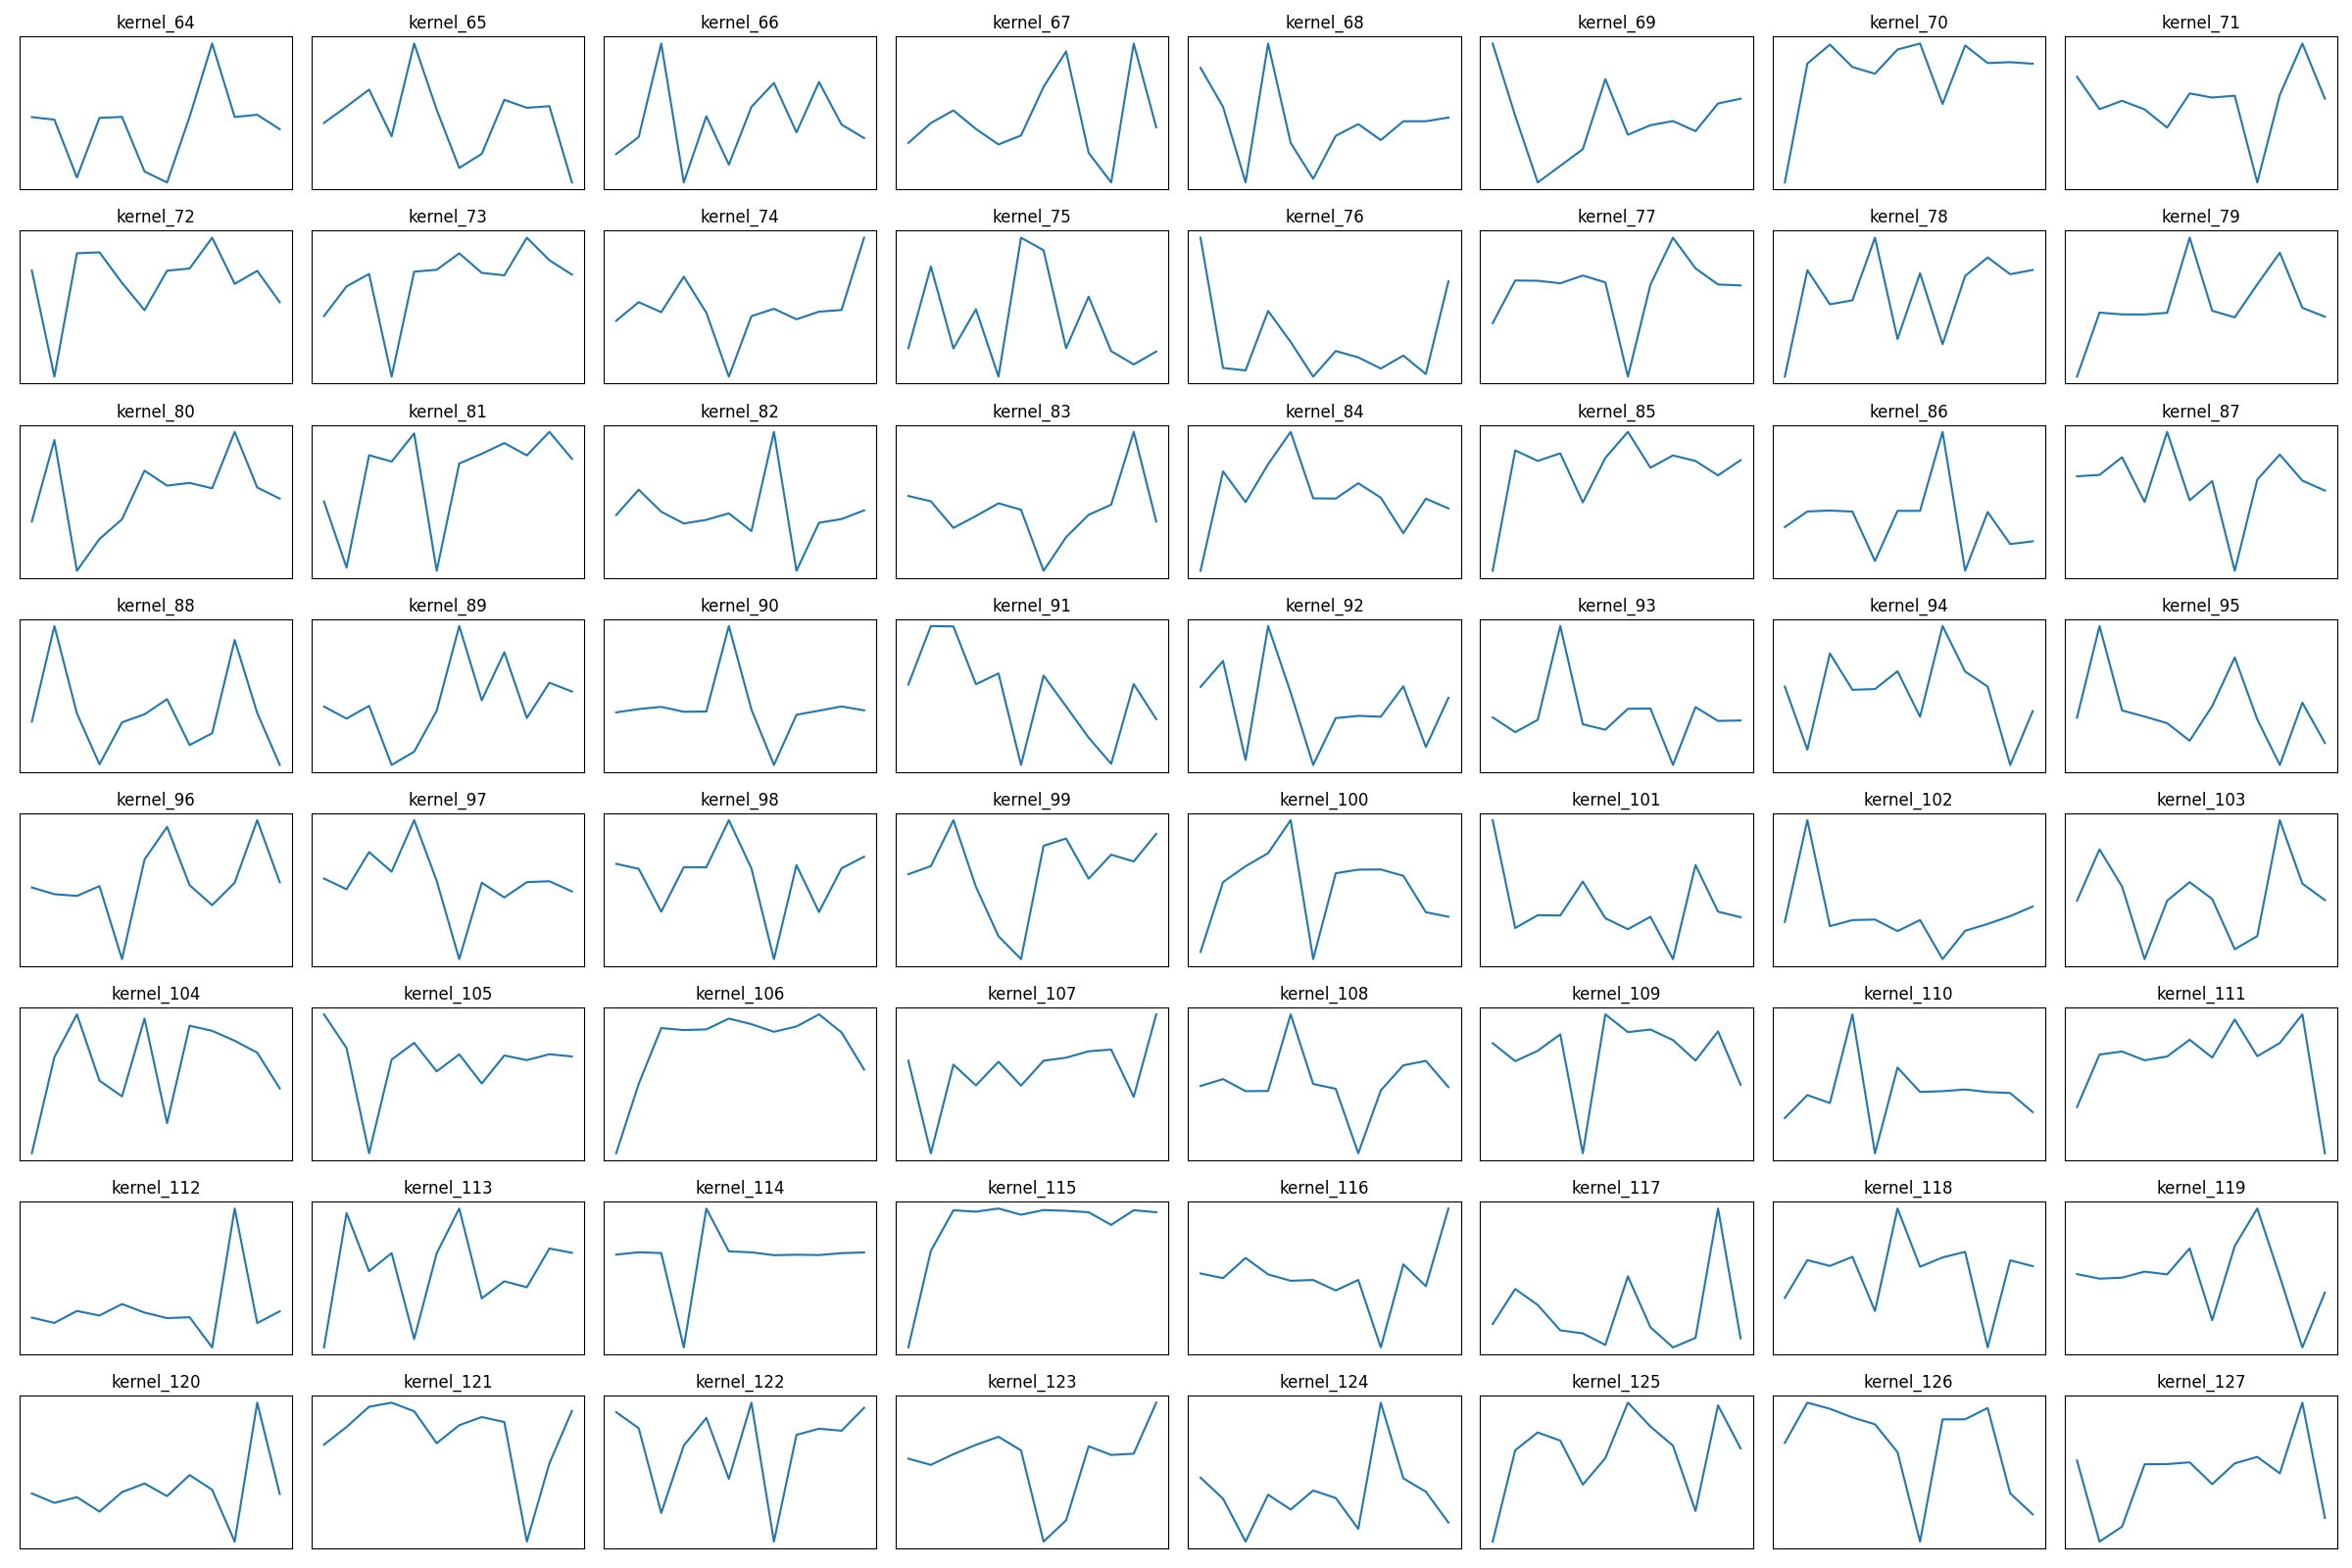 kernel_64 kernel_65 kernel_66 kernel_67 kernel_68 kernel_69 kernel_70 kernel_71
kernel_72 kernel_73 kernel_74 kernel_75 kernel_76 kernel_77 kernel_78 kernel_79
kernel_80 kernel_81 kernel_82 kernel_83 kernel_84 kernel_85 kernel_86 kernel_87
kernel_88 kernel_89 kernel_90 kernel_91 kernel_92 kernel_93 kernel_94 kernel_95
kernel_96 kernel_97 kernel_98 kernel_99 kernel_100 kernel_101 kernel_102 kernel_103
kernel_104 kernel_105 kernel_106 kernel_107 kernel_108 kernel_109 kernel_110 kernel_111
kernel_112 kernel_113 kernel_114 kernel_115 kernel_116 kernel_117 kernel_118 kernel_119
kernel_120 kernel_121 kernel_122 kernel_123 kernel_124 kernel_125 kernel_126 kernel_127